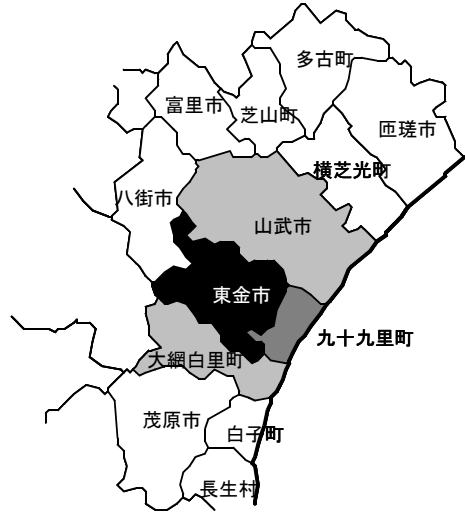 多古町
富里市
芝山町
匝瑳市
横芝光町
八街市
山武市
東金市
九十九里町
大網白里町
茂原市
白子町
長生村